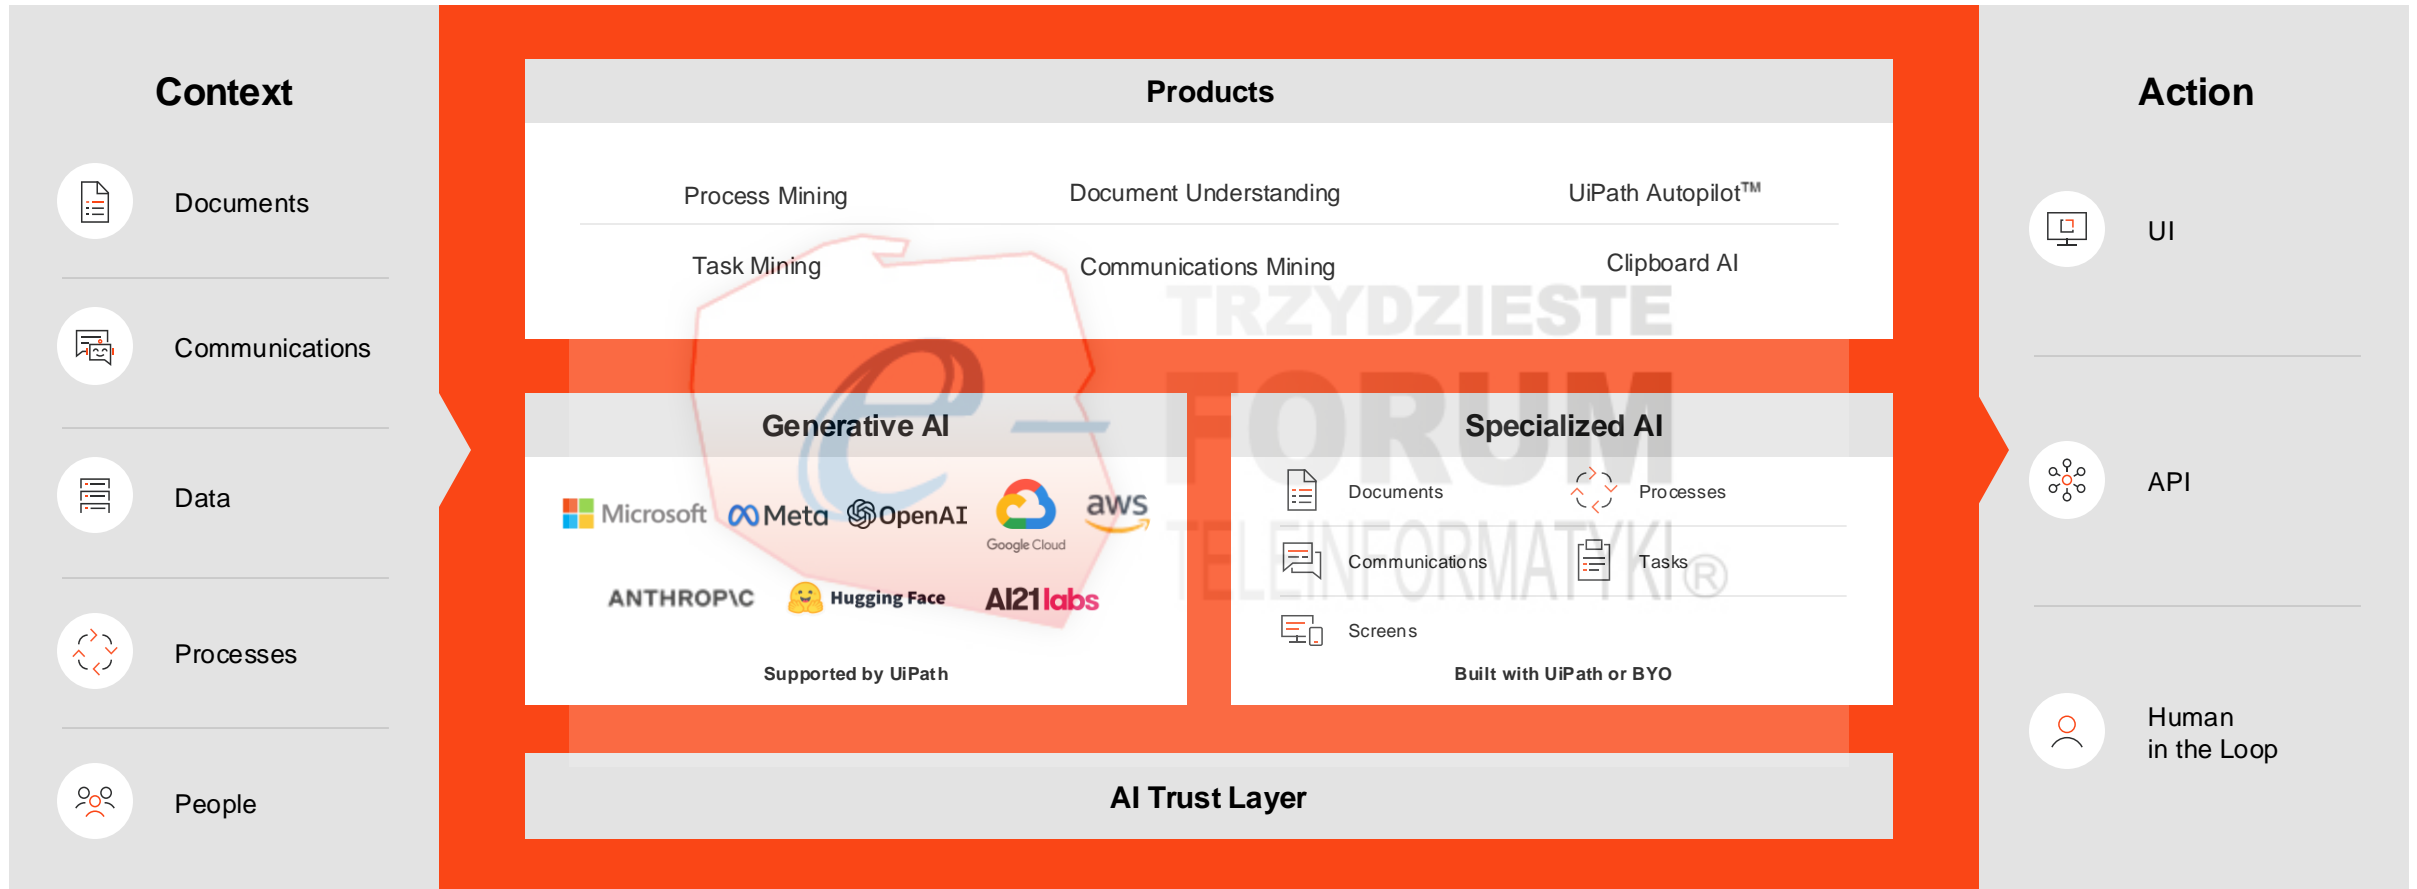 Context
Documents
Communications
Data
Processes
People
Products
Process Mining
Document Understanding
UiPath Autopilot™
Task Mining
Communications Mining
Clipboard AI
Generative AI
Microsoft
Meta
OpenAI
Google Cloud
aws
ANTHROP\C
Hugging Face
AI21labs
Supported by UiPath
Specialized AI
Documents
Processes
Communications
Tasks
Screens
Built with UiPath or BYO
AI Trust Layer
Action
UI
API
Human
in the Loop
e-
TRZYDZIESTE
FORUM
TELEINFORMATYKI®